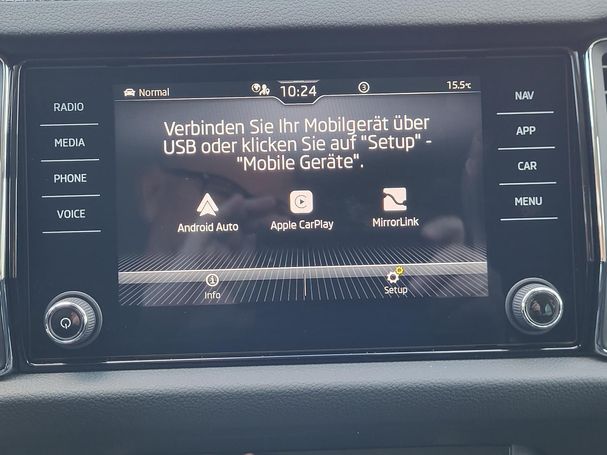 RADIO
MEDIA
PHONE
VOICE
Normal
10:24
3
15.5°C
Verbinden Sie Ihr Mobilgerät über
USB oder klicken Sie auf "Setup" -
"Mobile Geräte".
Android Auto
Apple CarPlay
MirrorLink
Info
Setup
NAV
APP
CAR
MENU